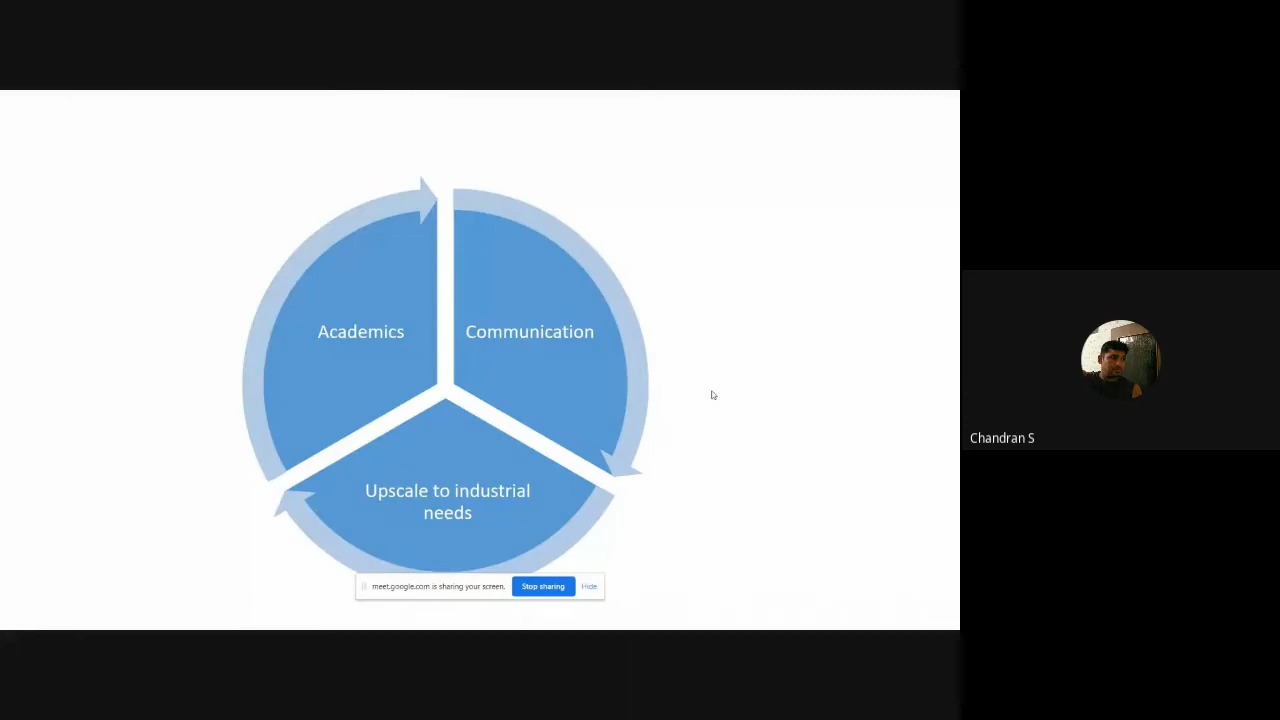 Academics
Communication
Upscale to industrial
needs
meet.google.com is sharing your screen.
Stop sharing
Hide
Chandran S